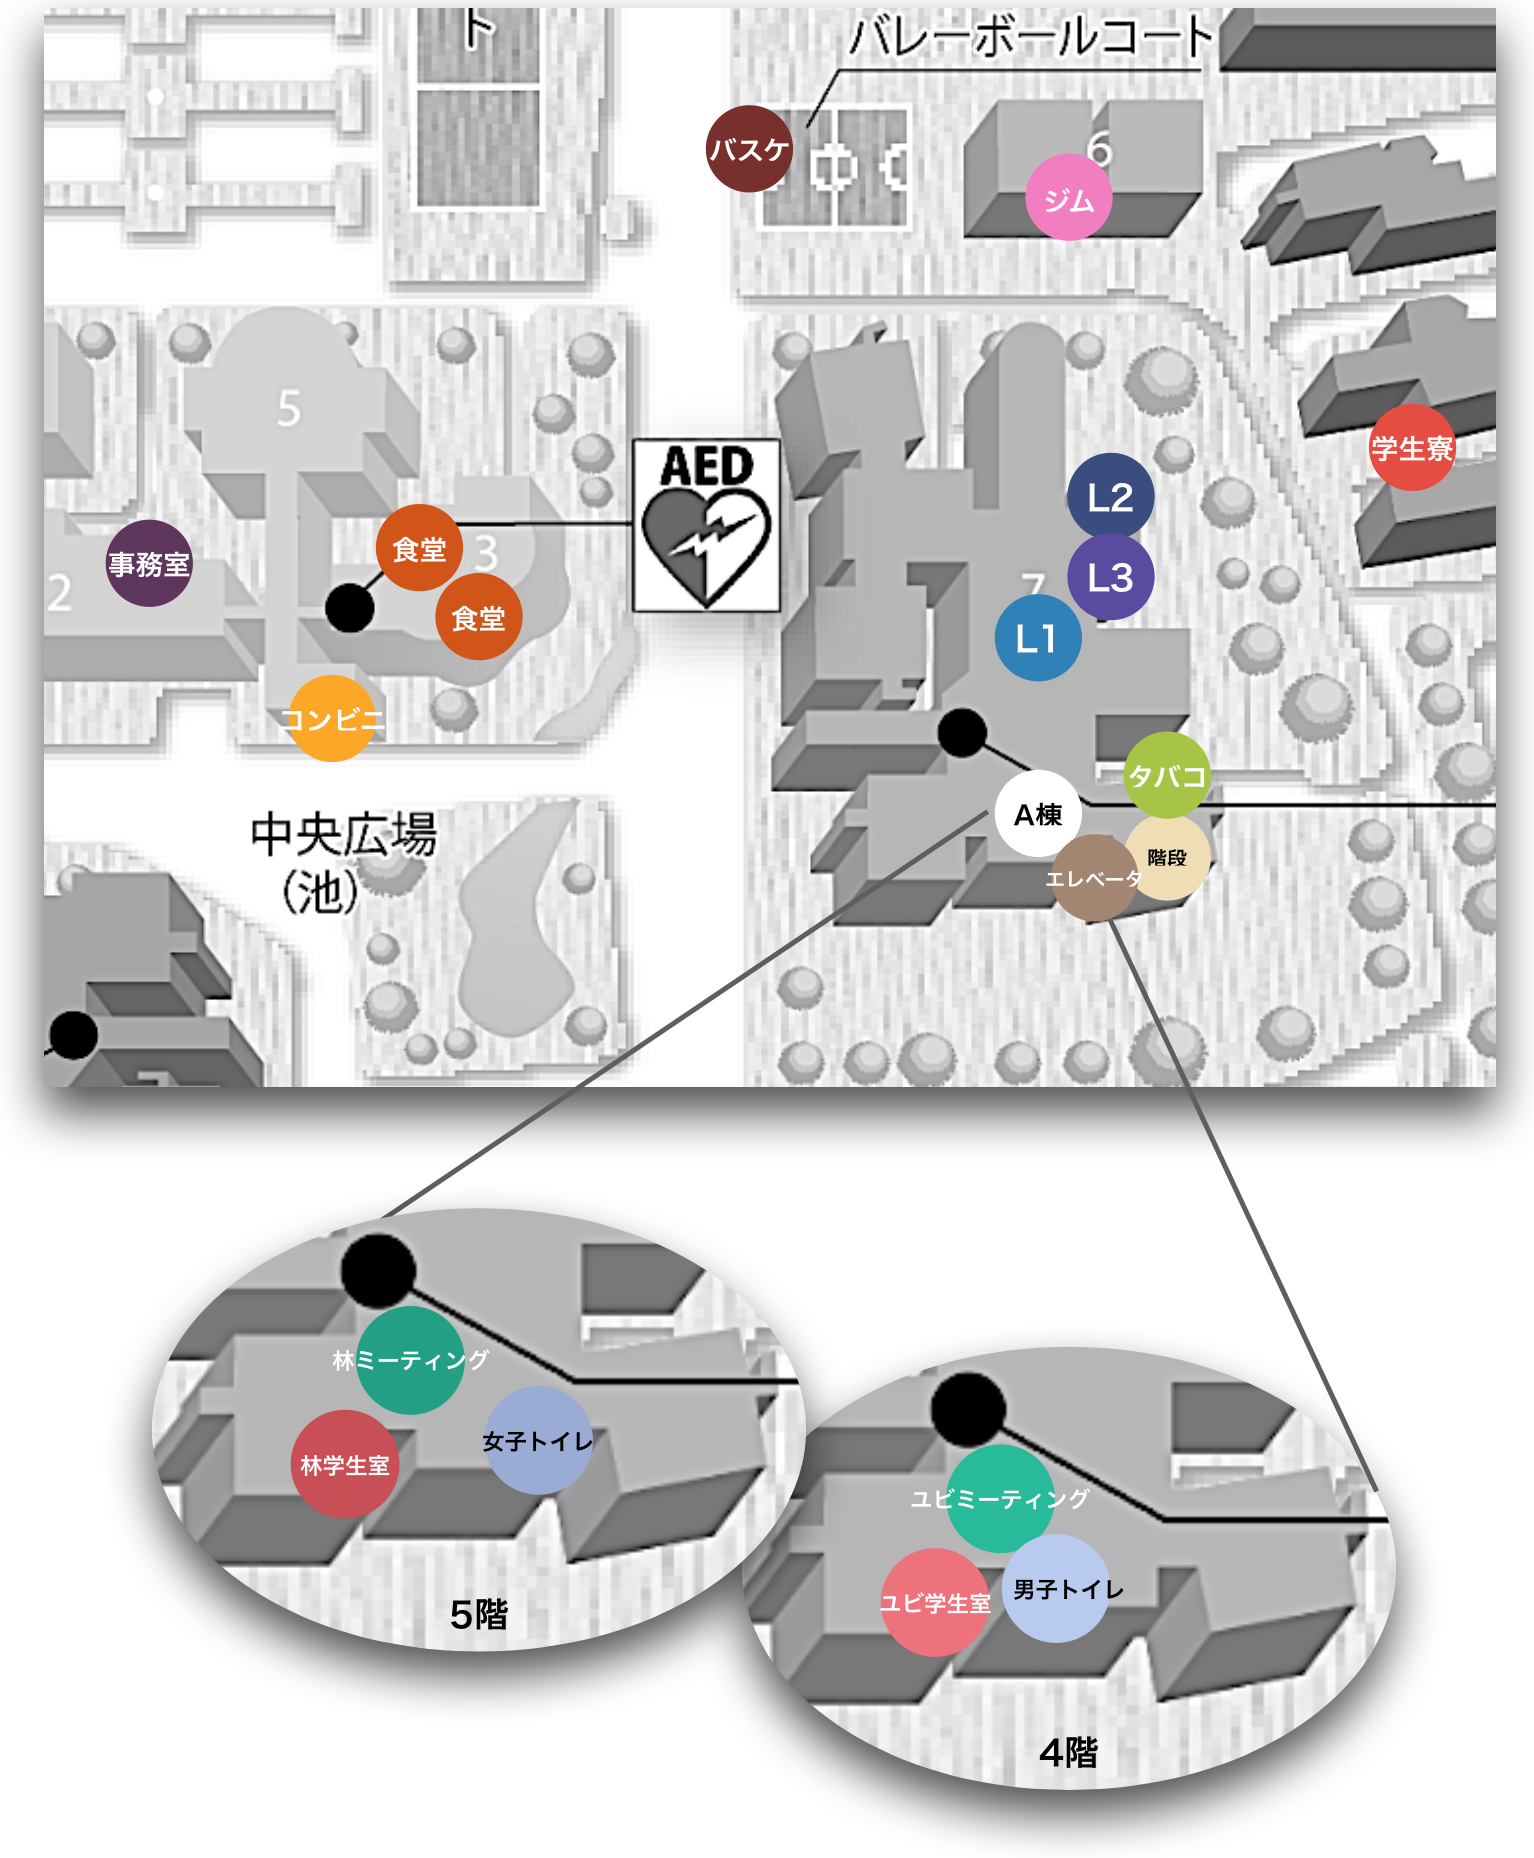 ト
バレーボールコート
バスケ
6
ジム
5
AED
学生寮
L2
食堂
3
事務室
2
L3
7
食堂
L1
コンビニ
タバコ
A棟
中央広場
(池)
階段
エレベータ
林ミーティング
女子トイレ
林学生室
5階
ユビミーティング
男子トイレ
ユビ学生室
4階